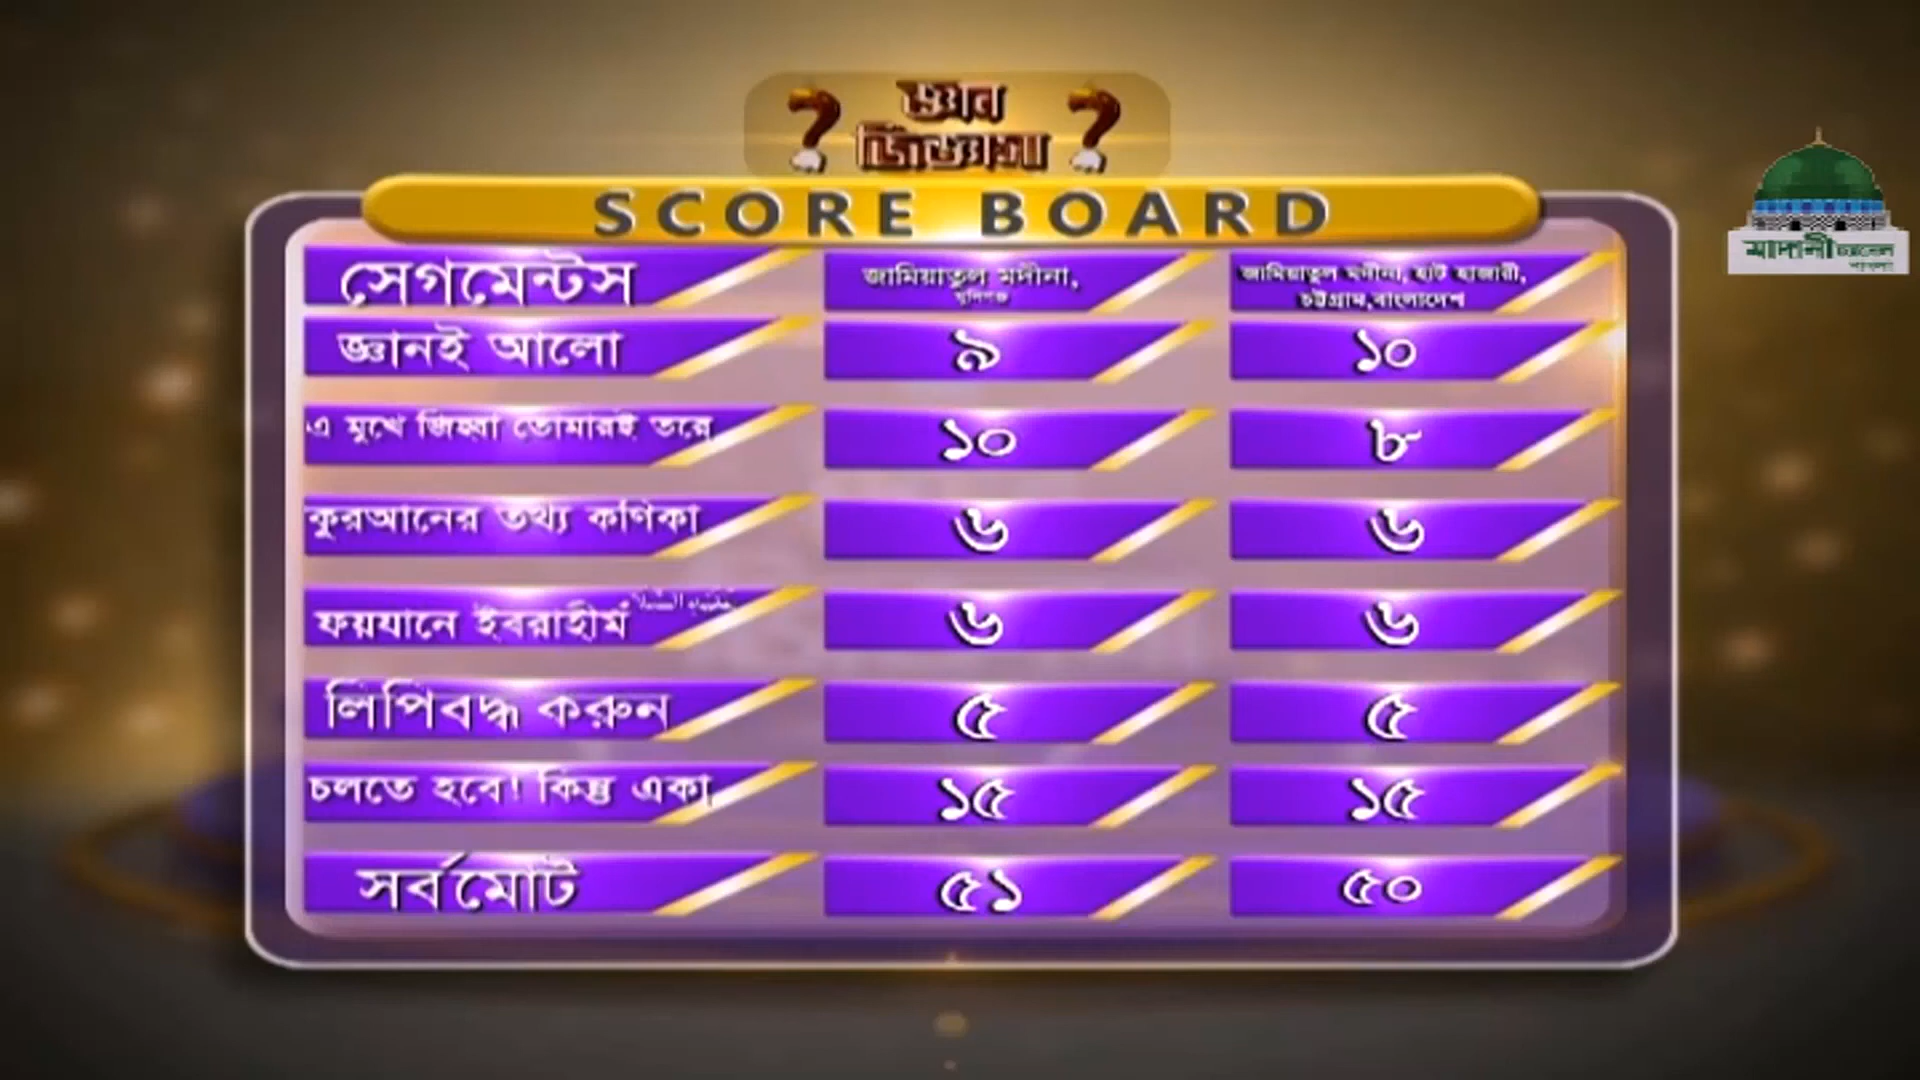 জ্ঞান
জিজ্ঞাসা
SCORE BOARD
সেগমেন্টস জামিয়াতুল মদীনা, জামিয়াতুল মদীনা, হাট হাজারী,
চট্টগ্রাম,বাংলাদেশ
জ্ঞানই আলো ৯ ১০
এ মুখে জিহ্বা তোমারই তরে ১০ ৮
কুরআনের তথ্য কণিকা ৬ ৬
ফয়যানে ইবরাহীম ৬ ৬
লিপিবদ্ধ করুন ৫ ৫
চলতে হবে! কিন্তু একা ১৫ ১৫
সর্বমোট ৫১ ৫০
মাদানী চ্যানেল
বাংলা